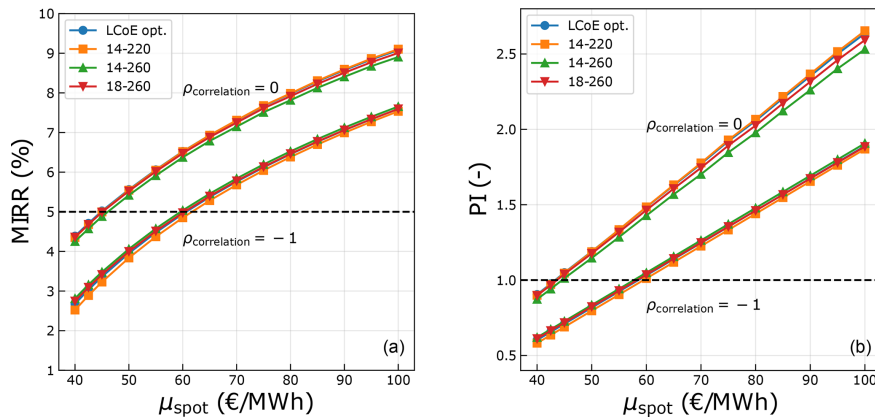 MIRR (%)
10
9
8
7
6
5
4
3
2
1
LCoE opt.
14-220
14-260
18-260
ρcorrelation = 0
ρcorrelation = −1
(a)
40 50 60 70 80 90 100
μspot (€/MWh)
PI (-)
2.5
2.0
1.5
1.0
0.5
LCoE opt.
14-220
14-260
18-260
ρcorrelation = 0
ρcorrelation = −1
(b)
40 50 60 70 80 90 100
μspot (€/MWh)